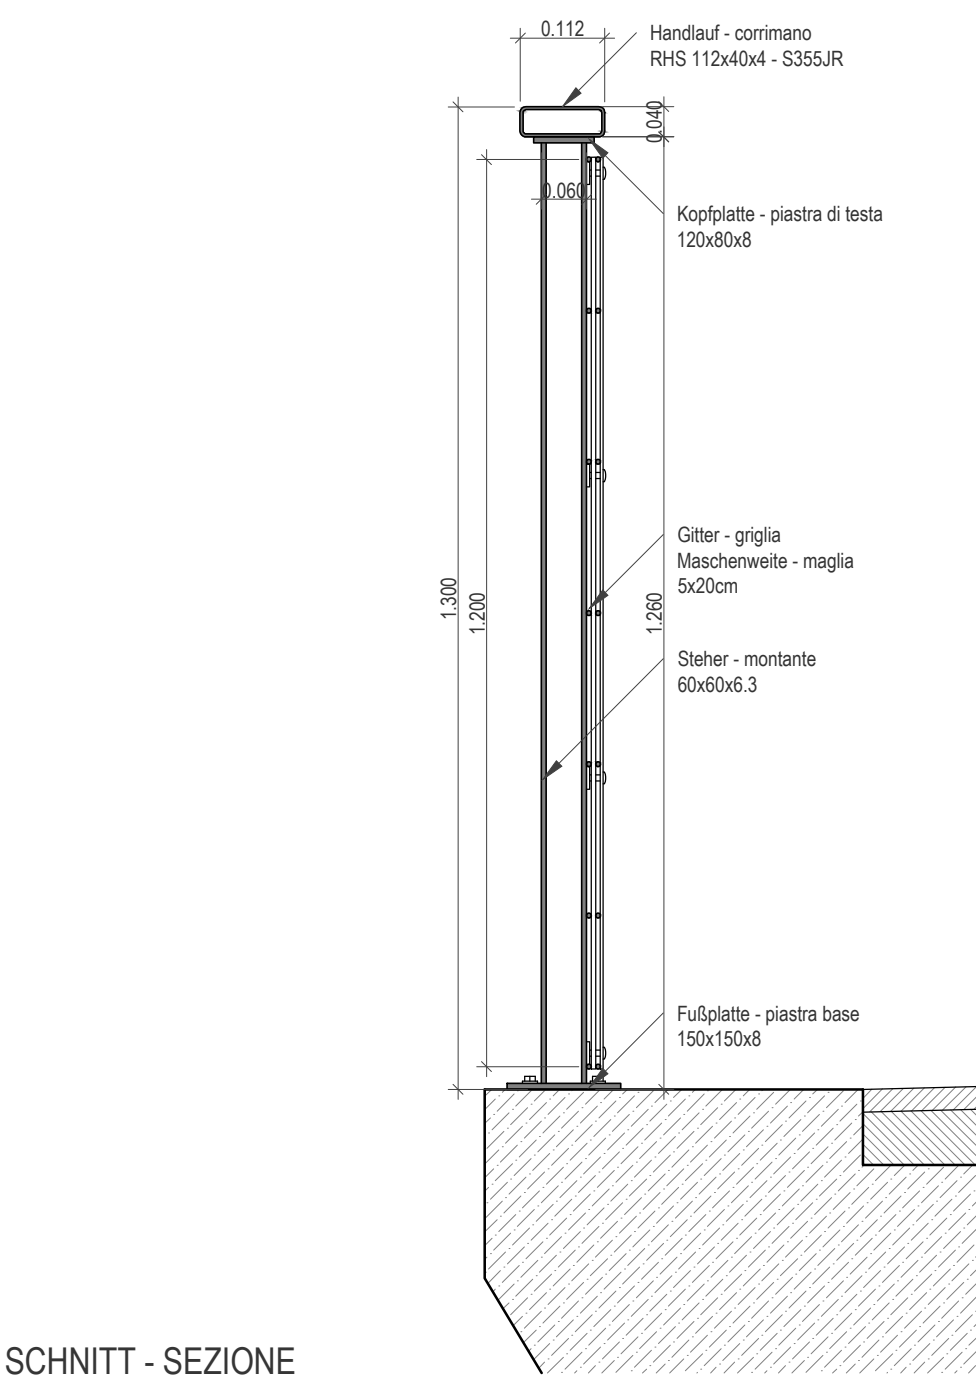 0.112
Handlauf - corrimano
RHS 112x40x4 - S355JR
0.040
0.060
Kopfplatte - piastra di testa
120x80x8
Gitter - griglia
Maschenweite - maglia
5x20cm
1.300
1.200
1.260
Steher - montante
60x60x6.3
Fußplatte - piastra base
150x150x8
SCHNITT - SEZIONE